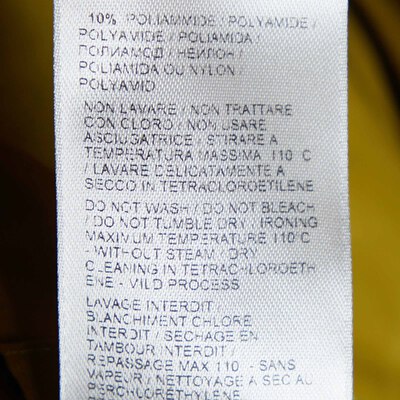 10% POLIAMMIDE / POLYAMIDE /
POLYAMIDE / POLIAMIDA /
ПОЛИАМОД / НЕЙЛОН /
POLIAMIDA OU NYLON /
POLYAMID
NON LAVARE / NON TRATTARE
CON CLORO / NON USARE
ASCIUGATRICE / STIRARE A
TEMPERATURA MASSIMA 110 C
/ LAVARE DELICATAMENTE A
SECCO IN TETRACLOROETILENE
DO NOT WASH / DO NOT BLEACH
/ DO NOT TUMBLE DRY / IRONING
MAXIMUM TEMPERATURE 110 C
- WITHOUT STEAM / DRY
CLEANING IN TETRACHLOROETH
ENE - MILD PROCESS
LAVAGE INTERDIT /
BLANCHIMENT CHLORE
INTERDIT / SECHAGE EN
TAMBOUR INTERDIT /
REPASSAGE MAX 110 - SANS
VAPEUR / NETTOYAGE A SEC AU
PERCHLORETHYLENE